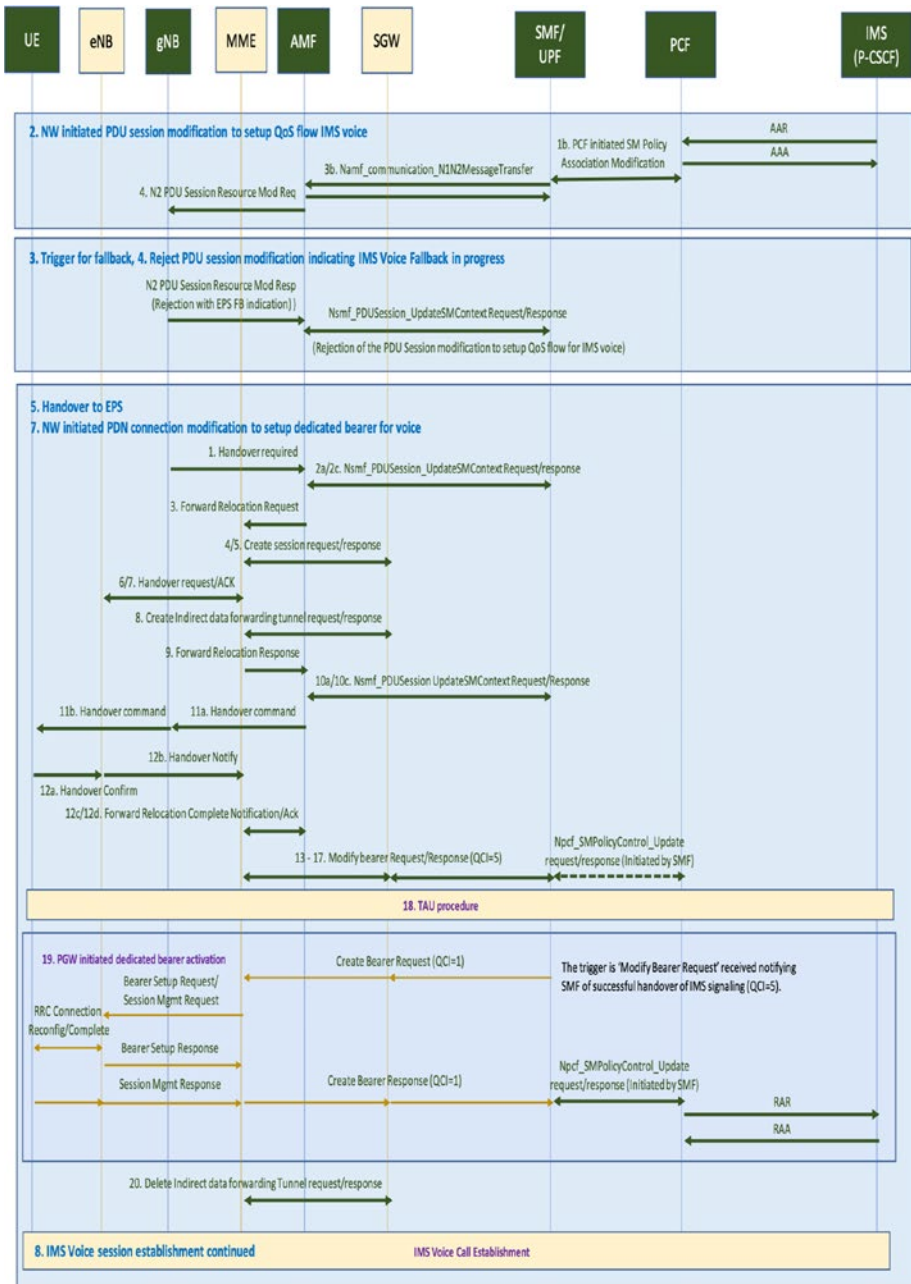 UE
eNB
gNB
MME
AMF
SGW
SMF/
UPF
PCF
IMS
(P-CSCF)
2. NW initiated PDU session modification to setup QoS flow IMS voice
AAR
1b. PCF initiated SM Policy
Association Modification
AAA
3b. Namf_communication_N1N2MessageTransfer
4. N2 PDU Session Resource Mod Req
3. Trigger for fallback, 4. Reject PDU session modification indicating IMS Voice Fallback in progress
N2 PDU Session Resource Mod Resp
(Rejection with EPS FB indication) )
Nsmf_PDUSession_UpdateSMContext Request/Response
(Rejection of the PDU Session modification to setup QoS flow for IMS voice)
5. Handover to EPS
7. NW initiated PDN connection modification to setup dedicated bearer for voice
1. Handover required
2a/2c. Nsmf_PDUSession_UpdateSMContext Request/response
3. Forward Relocation Request
4/5. Create session request/response
6/7. Handover request/ACK
8. Create Indirect data forwarding tunnel request/response
9. Forward Relocation Response
10a/10c. Nsmf_PDUSession UpdateSMContext Request/Response
11b. Handover command
11a. Handover command
12b. Handover Notify
12a. Handover Confirm
12c/12d. Forward Relocation Complete Notification/Ack
13 - 17. Modify bearer Request/Response (QCI=5)
Npcf_SMPolicyControl_Update
request/response (Initiated by SMF)
18. TAU procedure
19. PGW initiated dedicated bearer activation
Create Bearer Request (QCI=1)
The trigger is 'Modify Bearer Request' received notifying
SMF of successful handover of IMS signaling (QCI=5).
Bearer Setup Request/
Session Mgmt Request
RRC Connection
Reconfig/Complete
Bearer Setup Response
Session Mgmt Response
Create Bearer Response (QCI=1)
Npcf_SMPolicyControl_Update
request/response (Initiated by SMF)
RAR
RAA
20. Delete Indirect data forwarding Tunnel request/response
8. IMS Voice session establishment continued
IMS Voice Call Establishment